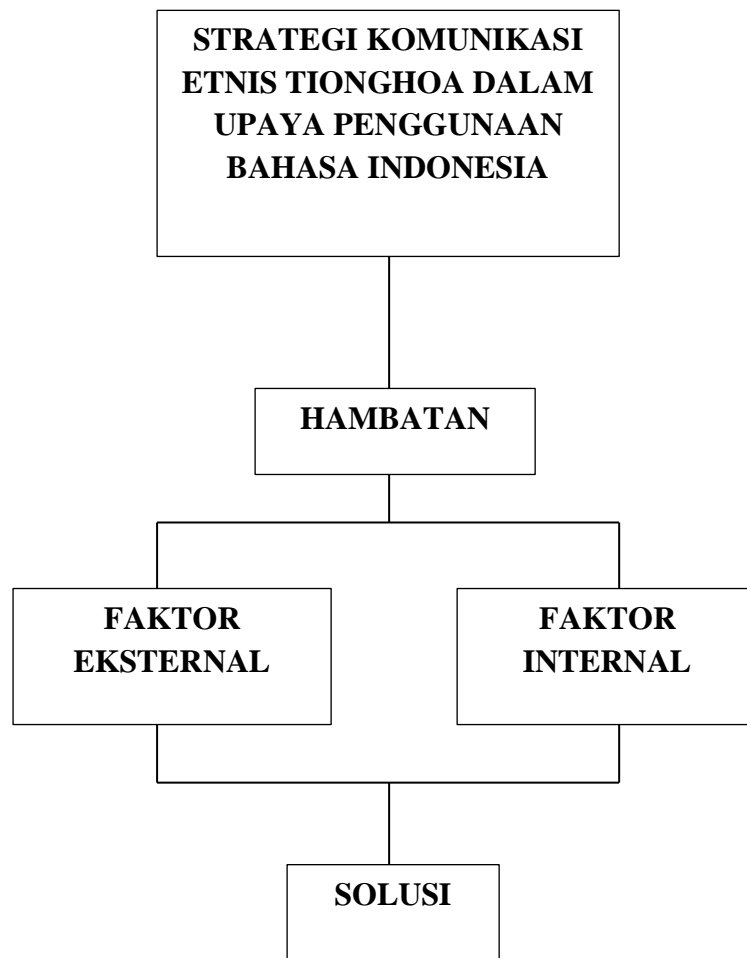 STRATEGI KOMUNIKASI
ETNIS TIONGHOA DALAM
UPAYA PENGGUNAAN
BAHASA INDONESIA
HAMBATAN
FAKTOR
EKSTERNAL
FAKTOR
INTERNAL
SOLUSI